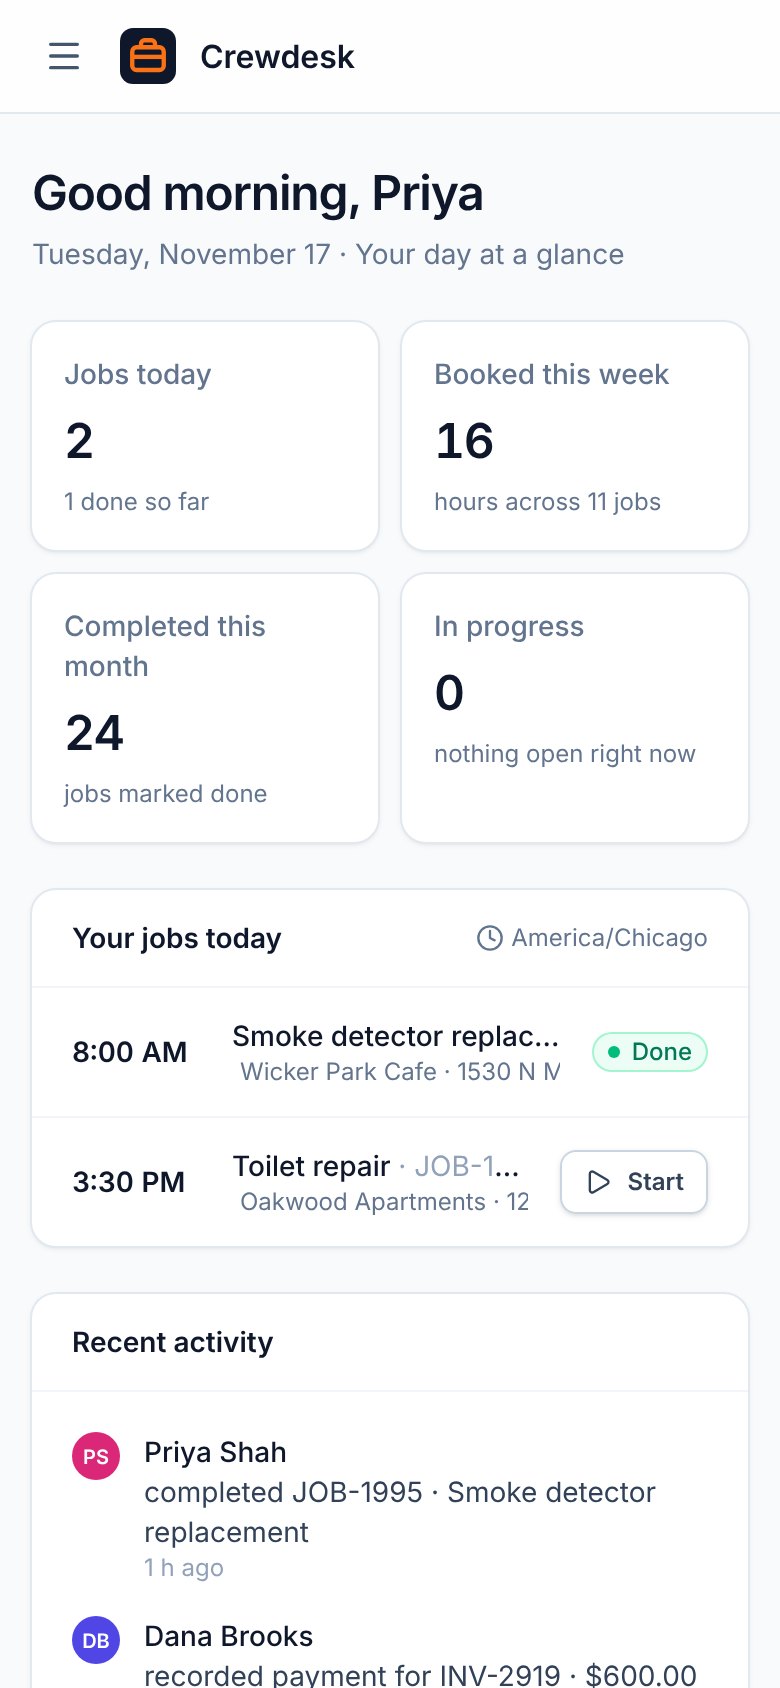 Crewdesk
Good morning, Priya
Tuesday, November 17 · Your day at a glance
Jobs today
2
1 done so far
Booked this week
16
hours across 11 jobs
Completed this
month
24
jobs marked done
In progress
0
nothing open right now
Your jobs today
America/Chicago
8:00 AM
Smoke detector replac...
Wicker Park Cafe · 1530 N
Done
3:30 PM
Toilet repair · JOB-1...
Oakwood Apartments · 12
Start
Recent activity
PS
Priya Shah
completed JOB-1995 · Smoke detector
replacement
1 h ago
DB
Dana Brooks
recorded payment for INV-2919 · $600.00